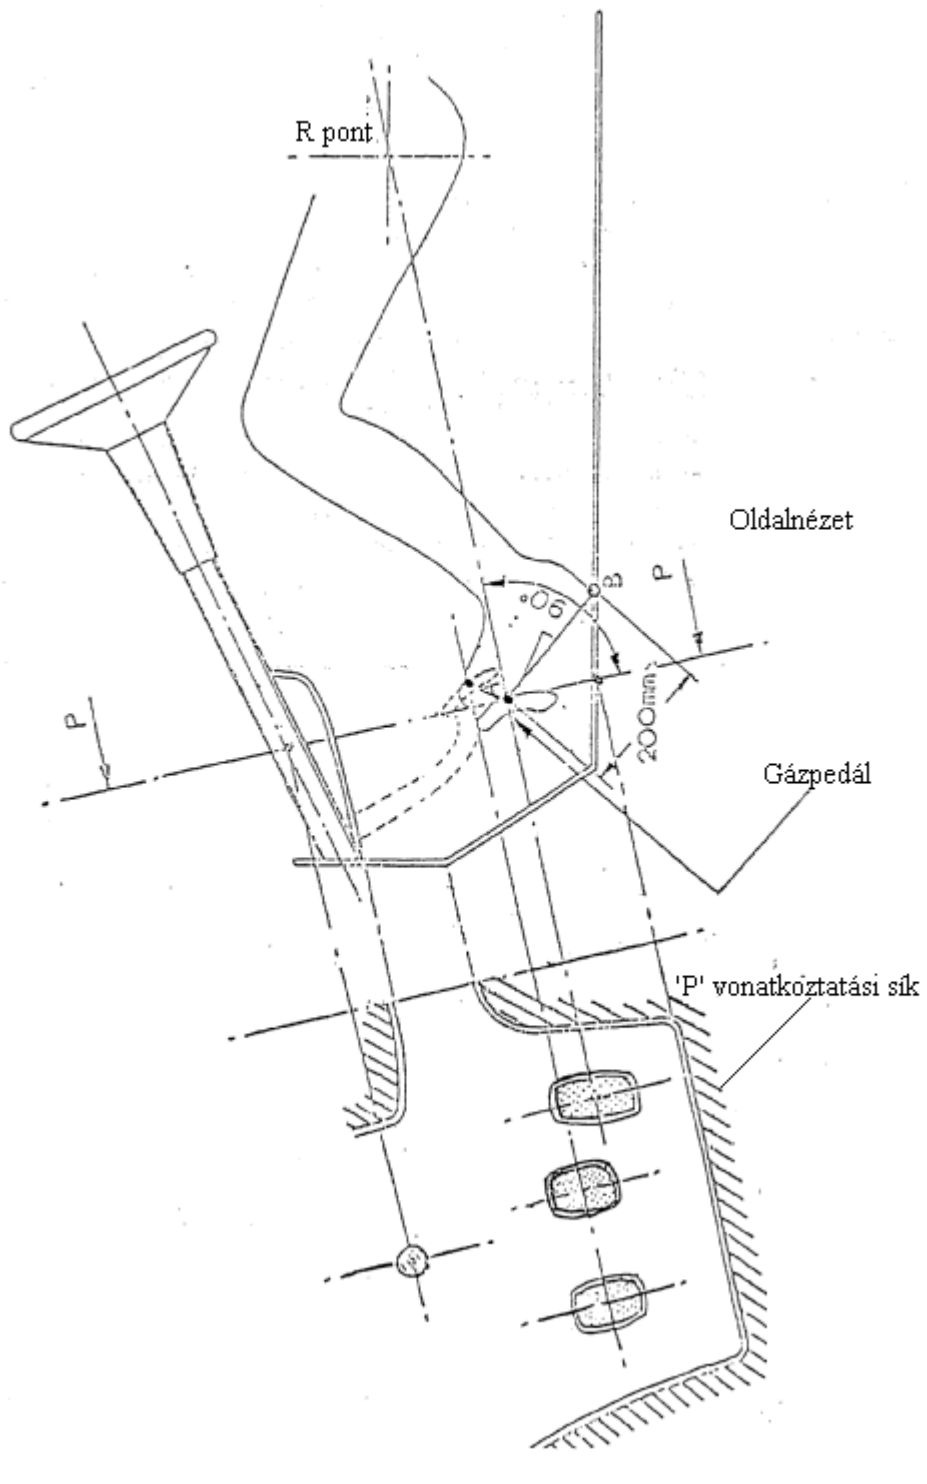 R pont
Oldalnézet
P
B
90°
A
200mm
P
Gázpedál
'P' vonatkoztatási sík